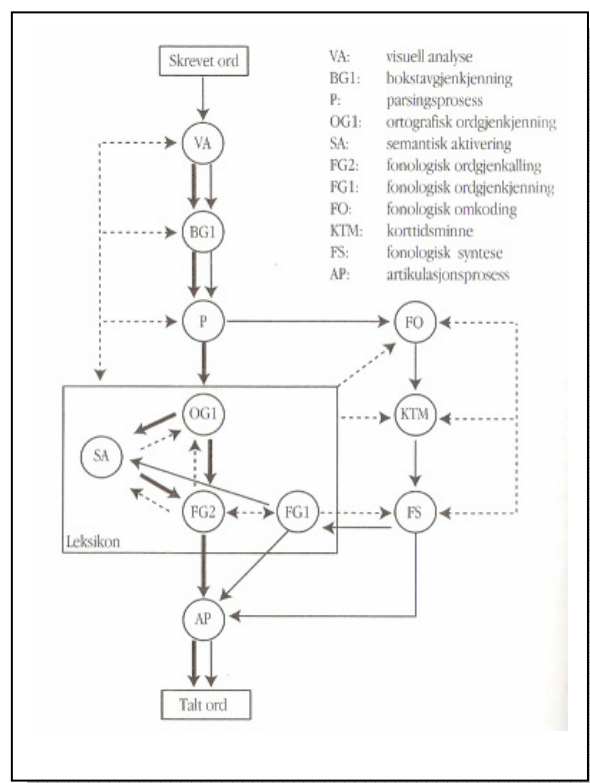 Skrevet ord
VA: visuell analyse
BG1: bokstavgjenkjenning
P: parsingsprosess
OG1: ortografisk ordgjenkjenning
SA: semantisk aktivering
FG2: fonologisk ordgjenkalling
FG1: fonologisk ordgjenkjenning
FO: fonologisk omkoding
KTM: korttidsminne
FS: fonologisk syntese
AP: artikulasjonsprosess
VA
BG1
P
FO
OG1
KTM
SA
FG2
FG1
FS
Leksikon
AP
Talt ord